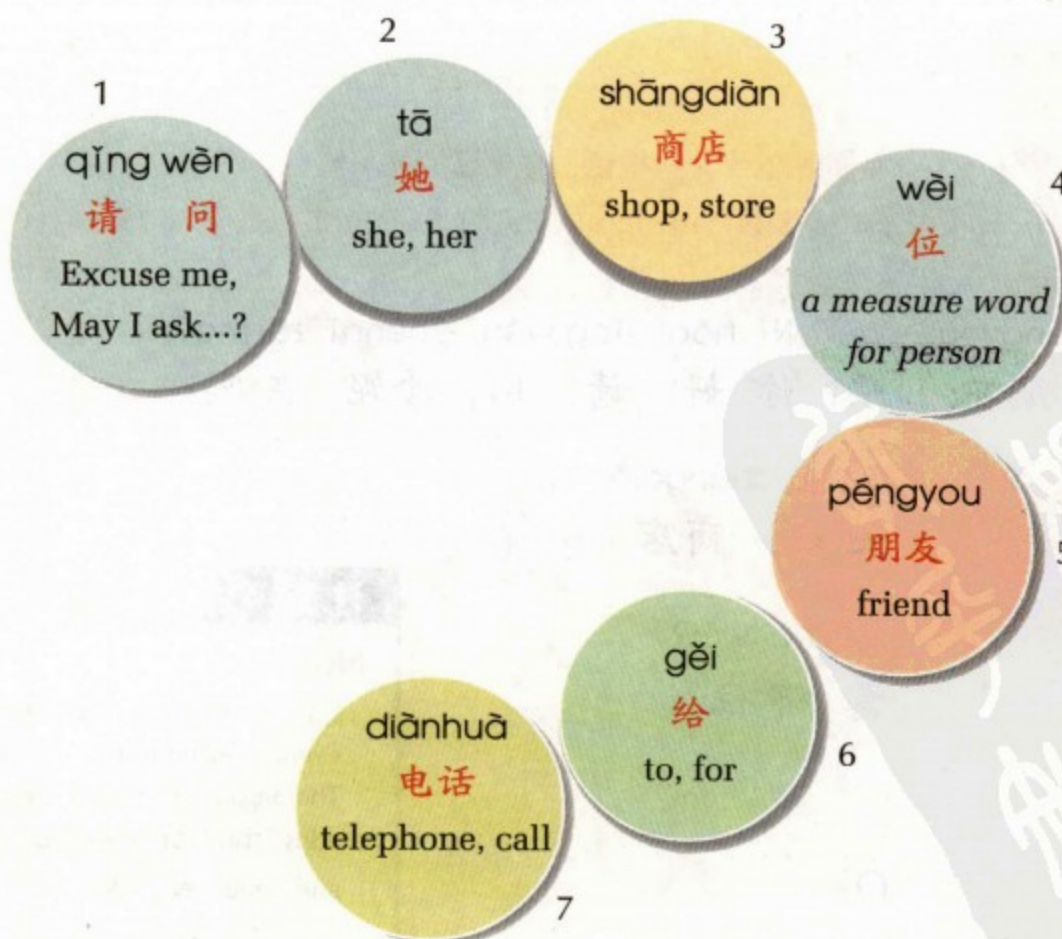 1
qǐng wèn
请 问
Excuse me,
May I ask...?
2
tā
她
she, her
3
shāngdiàn
商店
shop, store
4
wèi
位
a measure word
for person
péngyou
朋友
friend
5
gěi
给
to, for
6
diànhuà
电话
telephone, call
7